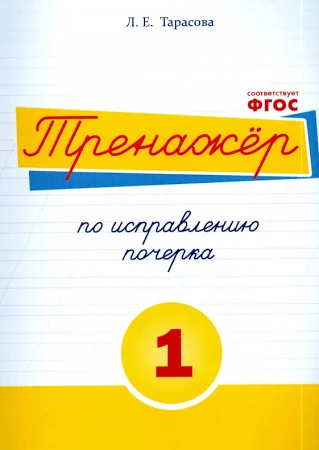 Л. Е. Тарасова
соответствует
ФГОС
Тренажёр
по исправлению
почерка
1